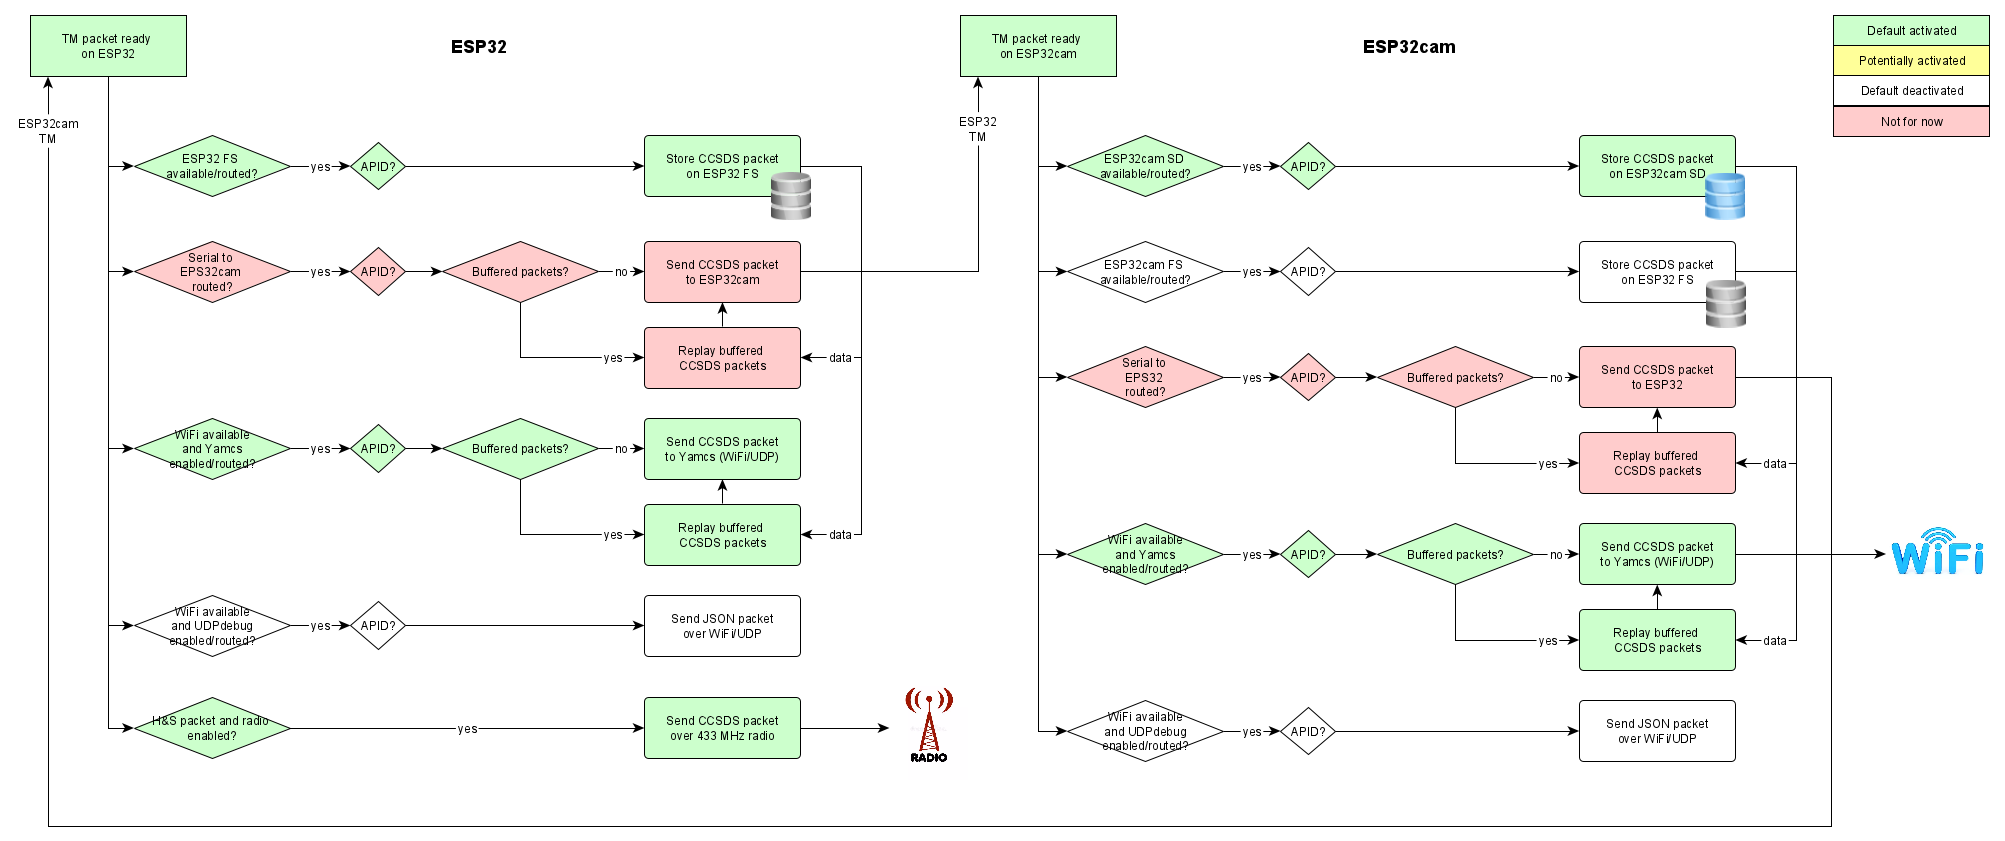 TM packet ready
on ESP32
ESP32
TM packet ready
on ESP32cam
ESP32cam
Default activated
Potentially activated
Default deactivated
Not for now
ESP32cam
TM
ESP32
TM
ESP32 FS
available/routed?
yes
APID?
Store CCSDS packet
on ESP32 FS
Serial to
EPS32cam
routed?
yes
APID?
Buffered packets?
no
Send CCSDS packet
to ESP32cam
yes
Replay buffered
CCSDS packets
data
WiFi available
and Yamcs
enabled/routed?
yes
APID?
Buffered packets?
no
Send CCSDS packet
to Yamcs (WiFi/UDP)
yes
Replay buffered
CCSDS packets
data
WiFi available
and UDPdebug
enabled/routed?
yes
APID?
Send JSON packet
over WiFi/UDP
H&S packet and radio
enabled?
yes
Send CCSDS packet
over 433 MHz radio
RADIO
ESP32cam SD
available/routed?
yes
APID?
Store CCSDS packet
on ESP32cam SD
ESP32cam FS
available/routed?
yes
APID?
Store CCSDS packet
on ESP32 FS
Serial to
EPS32
routed?
yes
APID?
Buffered packets?
no
Send CCSDS packet
to ESP32
yes
Replay buffered
CCSDS packets
data
WiFi available
and Yamcs
enabled/routed?
yes
APID?
Buffered packets?
no
Send CCSDS packet
to Yamcs (WiFi/UDP)
WiFi
yes
Replay buffered
CCSDS packets
data
WiFi available
and UDPdebug
enabled/routed?
yes
APID?
Send JSON packet
over WiFi/UDP